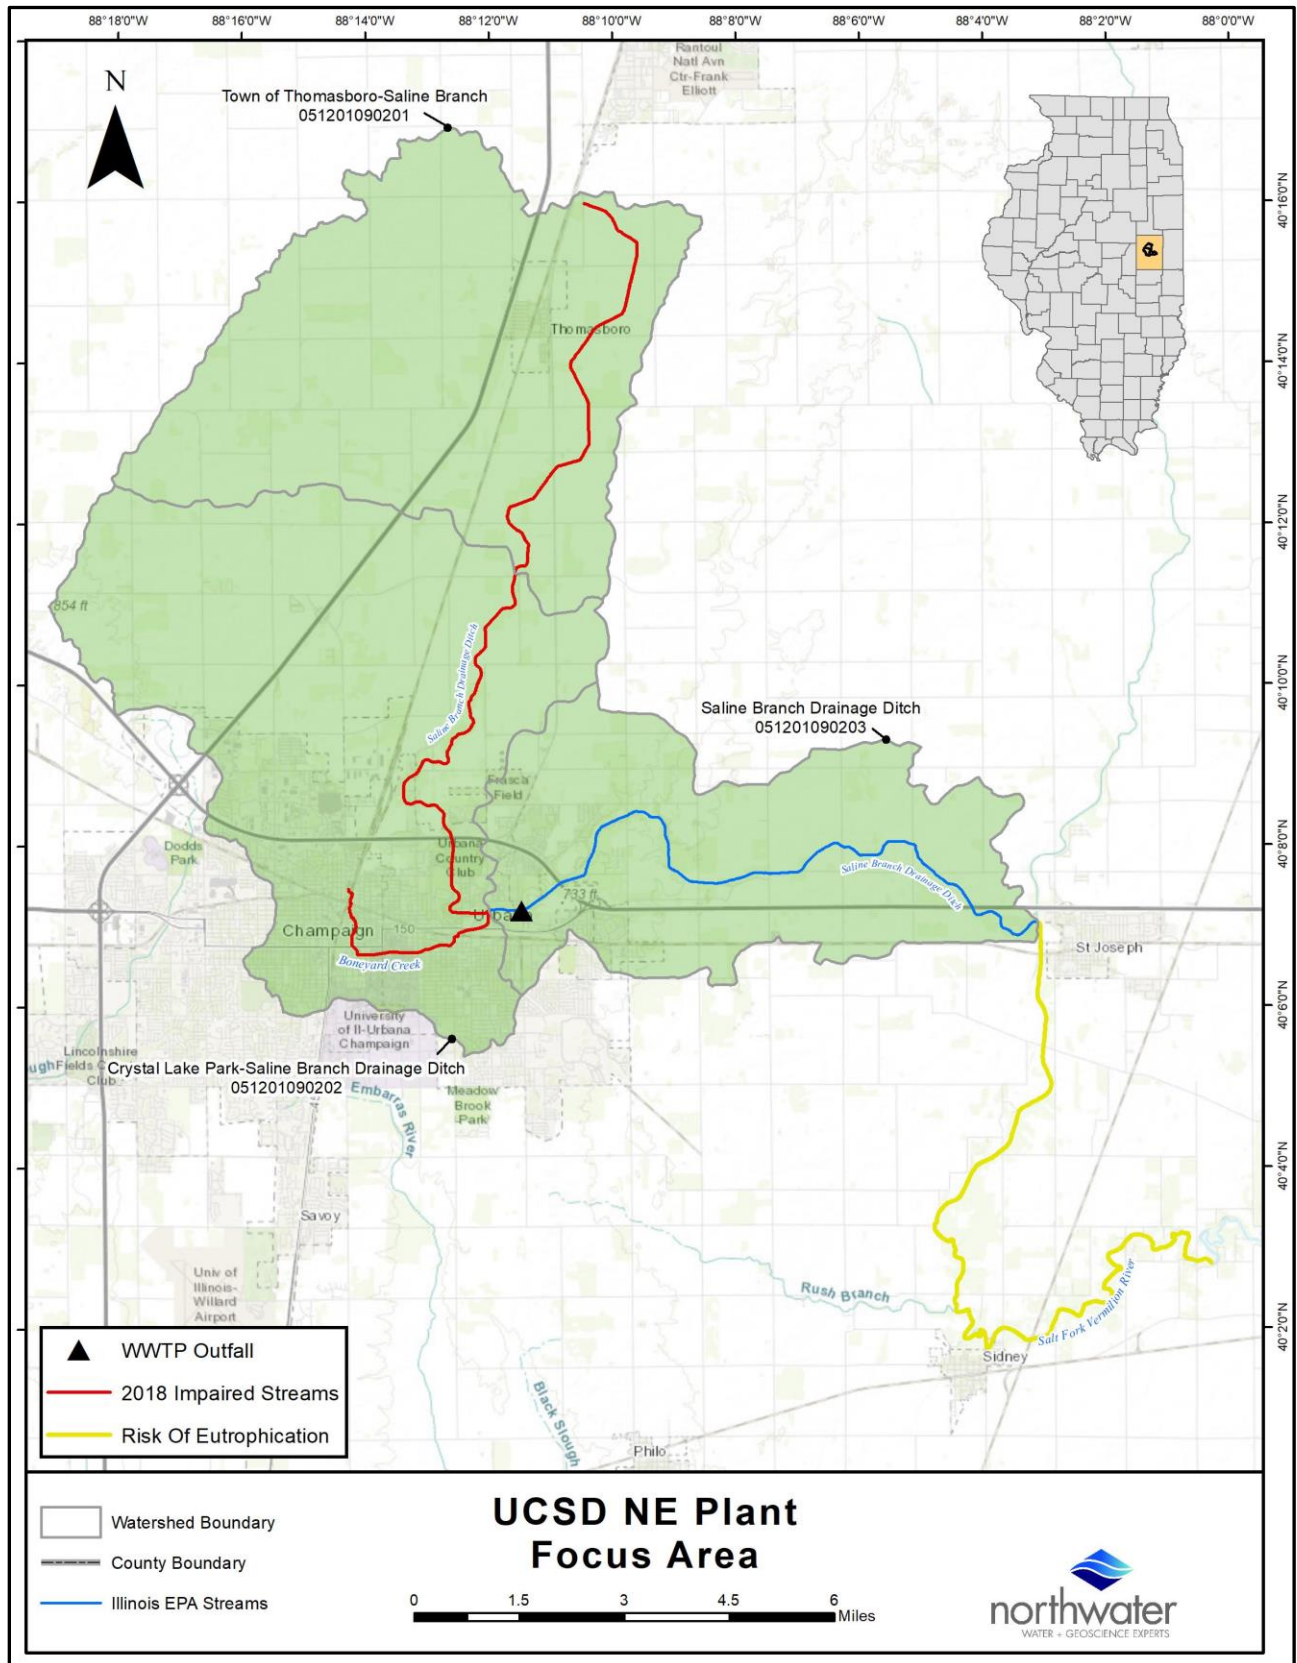 88°18'0"W 88°16'0"W 88°14'0"W 88°12'0"W 88°10'0"W 88°8'0"W 88°6'0"W 88°4'0"W 88°2'0"W 88°0'0"W
N
Rantoul
Natl Avn
Ctr-Frank
Elliott
Town of Thomasboro-Saline Branch
051201090201
40°16'0"N
Thomasboro
40°14'0"N
40°12'0"N
854 ft
Saline Branch Drainage Ditch
40°10'0"N
Saline Branch Drainage Ditch
051201090203
Frasca
Field
40°8'0"N
Dodds
Park
Urbana
Country
Club
Saline Branch Drainage Ditch
733 ft
Urbana
Champaign
150
St Joseph
Boneyard Creek
40°6'0"N
University
of Il-Urbana
Champaign
Lincolnshire
Fields C
Club
ugh
Crystal Lake Park-Saline Branch Drainage Ditch
051201090202
Embarras River
Meadow
Brook
Park
40°4'0"N
Savoy
Univ of
Illinois-
Willard
Airport
Rush Branch
Salt Fork Vermilion River
40°2'0"N
Sidney
Black Slough
Philo
WWTP Outfall
2018 Impaired Streams
Risk Of Eutrophication
Watershed Boundary
County Boundary
Illinois EPA Streams
UCSD NE Plant
Focus Area
0 1.5 3 4.5 6
Miles
northwater
WATER + GEOSCIENCE EXPERTS